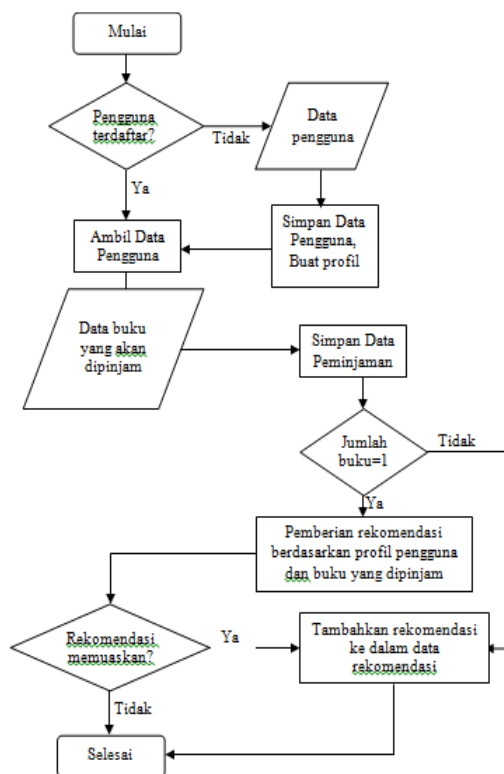 Mulai
Pengguna
terdaftar?
Tidak
Data
pengguna
Ya
Ambil Data
Pengguna
Simpan Data
Pengguna,
Buat profil
Data buku
yang akan
dipinjam
Simpan Data
Peminjaman
Jumlah
buku=1
Tidak
Ya
Pemberian rekomendasi
berdasarkan profil pengguna
dan buku yang dipinjam
Rekomendasi
memuaskan?
Ya
Tambahkan rekomendasi
ke dalam data
rekomendasi
Tidak
Selesai